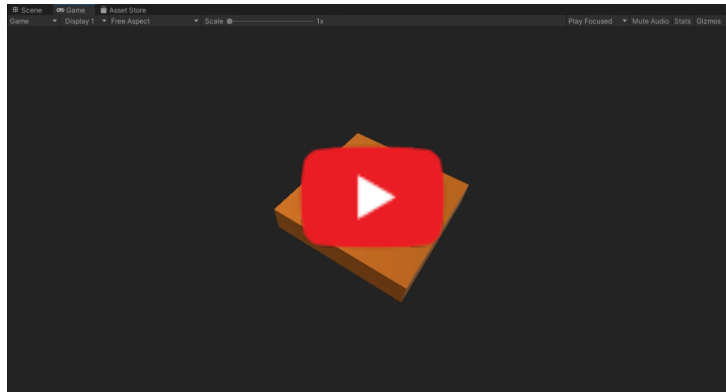 Scene Game Asset Store
Game Display 1 Free Aspect Scale 1x Play Focused Mute Audio Stats Gizmos